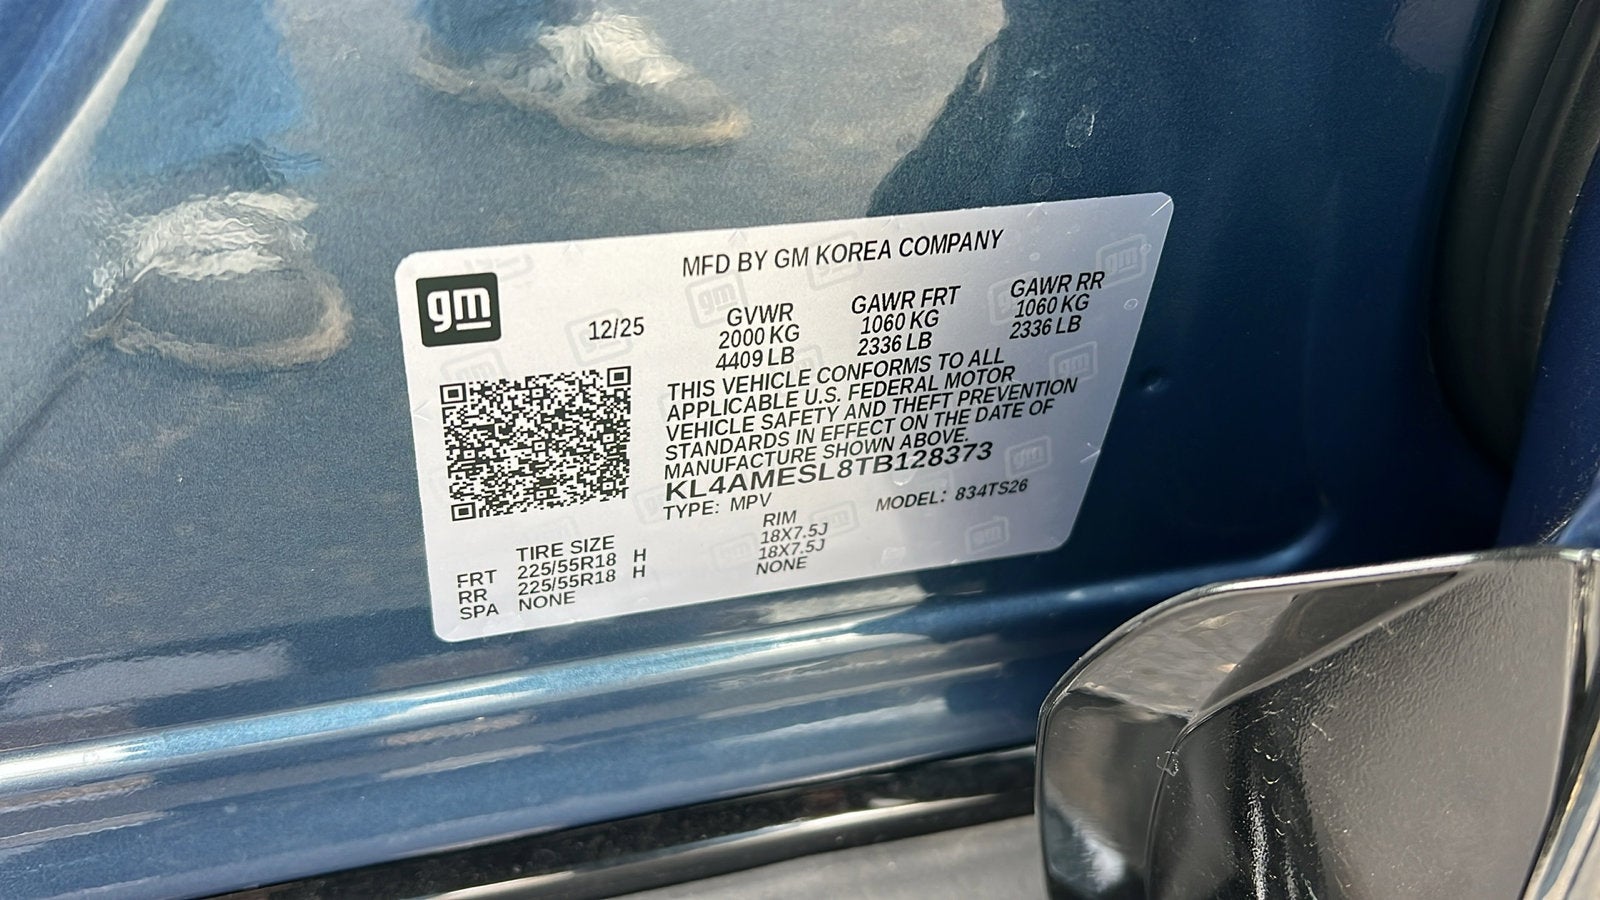 gm
MFD BY GM KOREA COMPANY
12/25
GVWR GAWR FRT GAWR RR
2000 KG 1060 KG 1060 KG
4409 LB 2336 LB 2336 LB
THIS VEHICLE CONFORMS TO ALL
APPLICABLE U.S. FEDERAL MOTOR
VEHICLE SAFETY AND THEFT PREVENTION
STANDARDS IN EFFECT ON THE DATE OF
MANUFACTURE SHOWN ABOVE.
KL4AMESL8TB128373
TYPE: MPV MODEL: 834TS26
TIRE SIZE RIM
FRT 225/55R18 H 18X7.5J
RR 225/55R18 H 18X7.5J
SPA NONE NONE